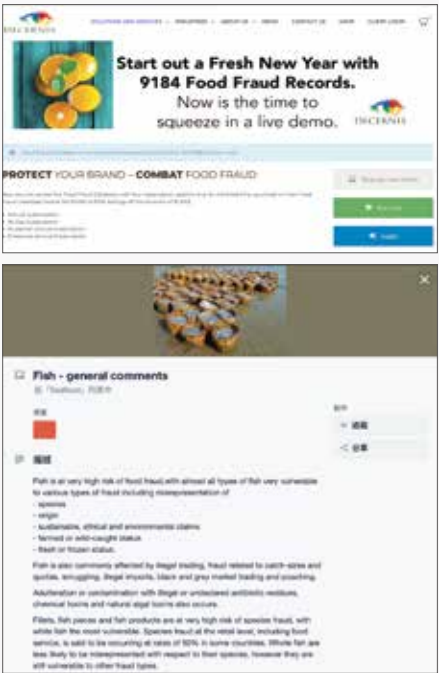 DECERNIS
SOLUTIONS AND SERVICES
INDUSTRIES
ABOUT US
NEWS
CONTACT US
SHOP
CLIENT LOGIN
Start out a Fresh New Year with
9184 Food Fraud Records.
Now is the time to
squeeze in a live demo.
DECERNIS
PROTECT YOUR BRAND - COMBAT FOOD FRAUD
Fish - general comments
Fish is at very high risk of food fraud, with almost all types of fish very vulnerable
to various types of fraud including misrepresentation of
- species
- origin
- sustainable, ethical and environmental claims
- farmed or wild-caught status
- fresh or frozen status.
Fish is also commonly affected by illegal trading, fraud related to catch-sizes and
quotas, smuggling, illegal imports, black and grey market trading and poaching.
Adulteration or contamination with illegal or undeclared antibiotic residues,
chemical toxins and natural algal toxins also occurs.
Fillets, fish pieces and fish products are at very high risk of species fraud, with
white fish the most vulnerable. Species fraud at the retail level, including food
service, is said to be occurring at rates of 50% in some countries. Whole fish are
less likely to be misrepresented with respect to their species, however they are
still vulnerable to other fraud types.